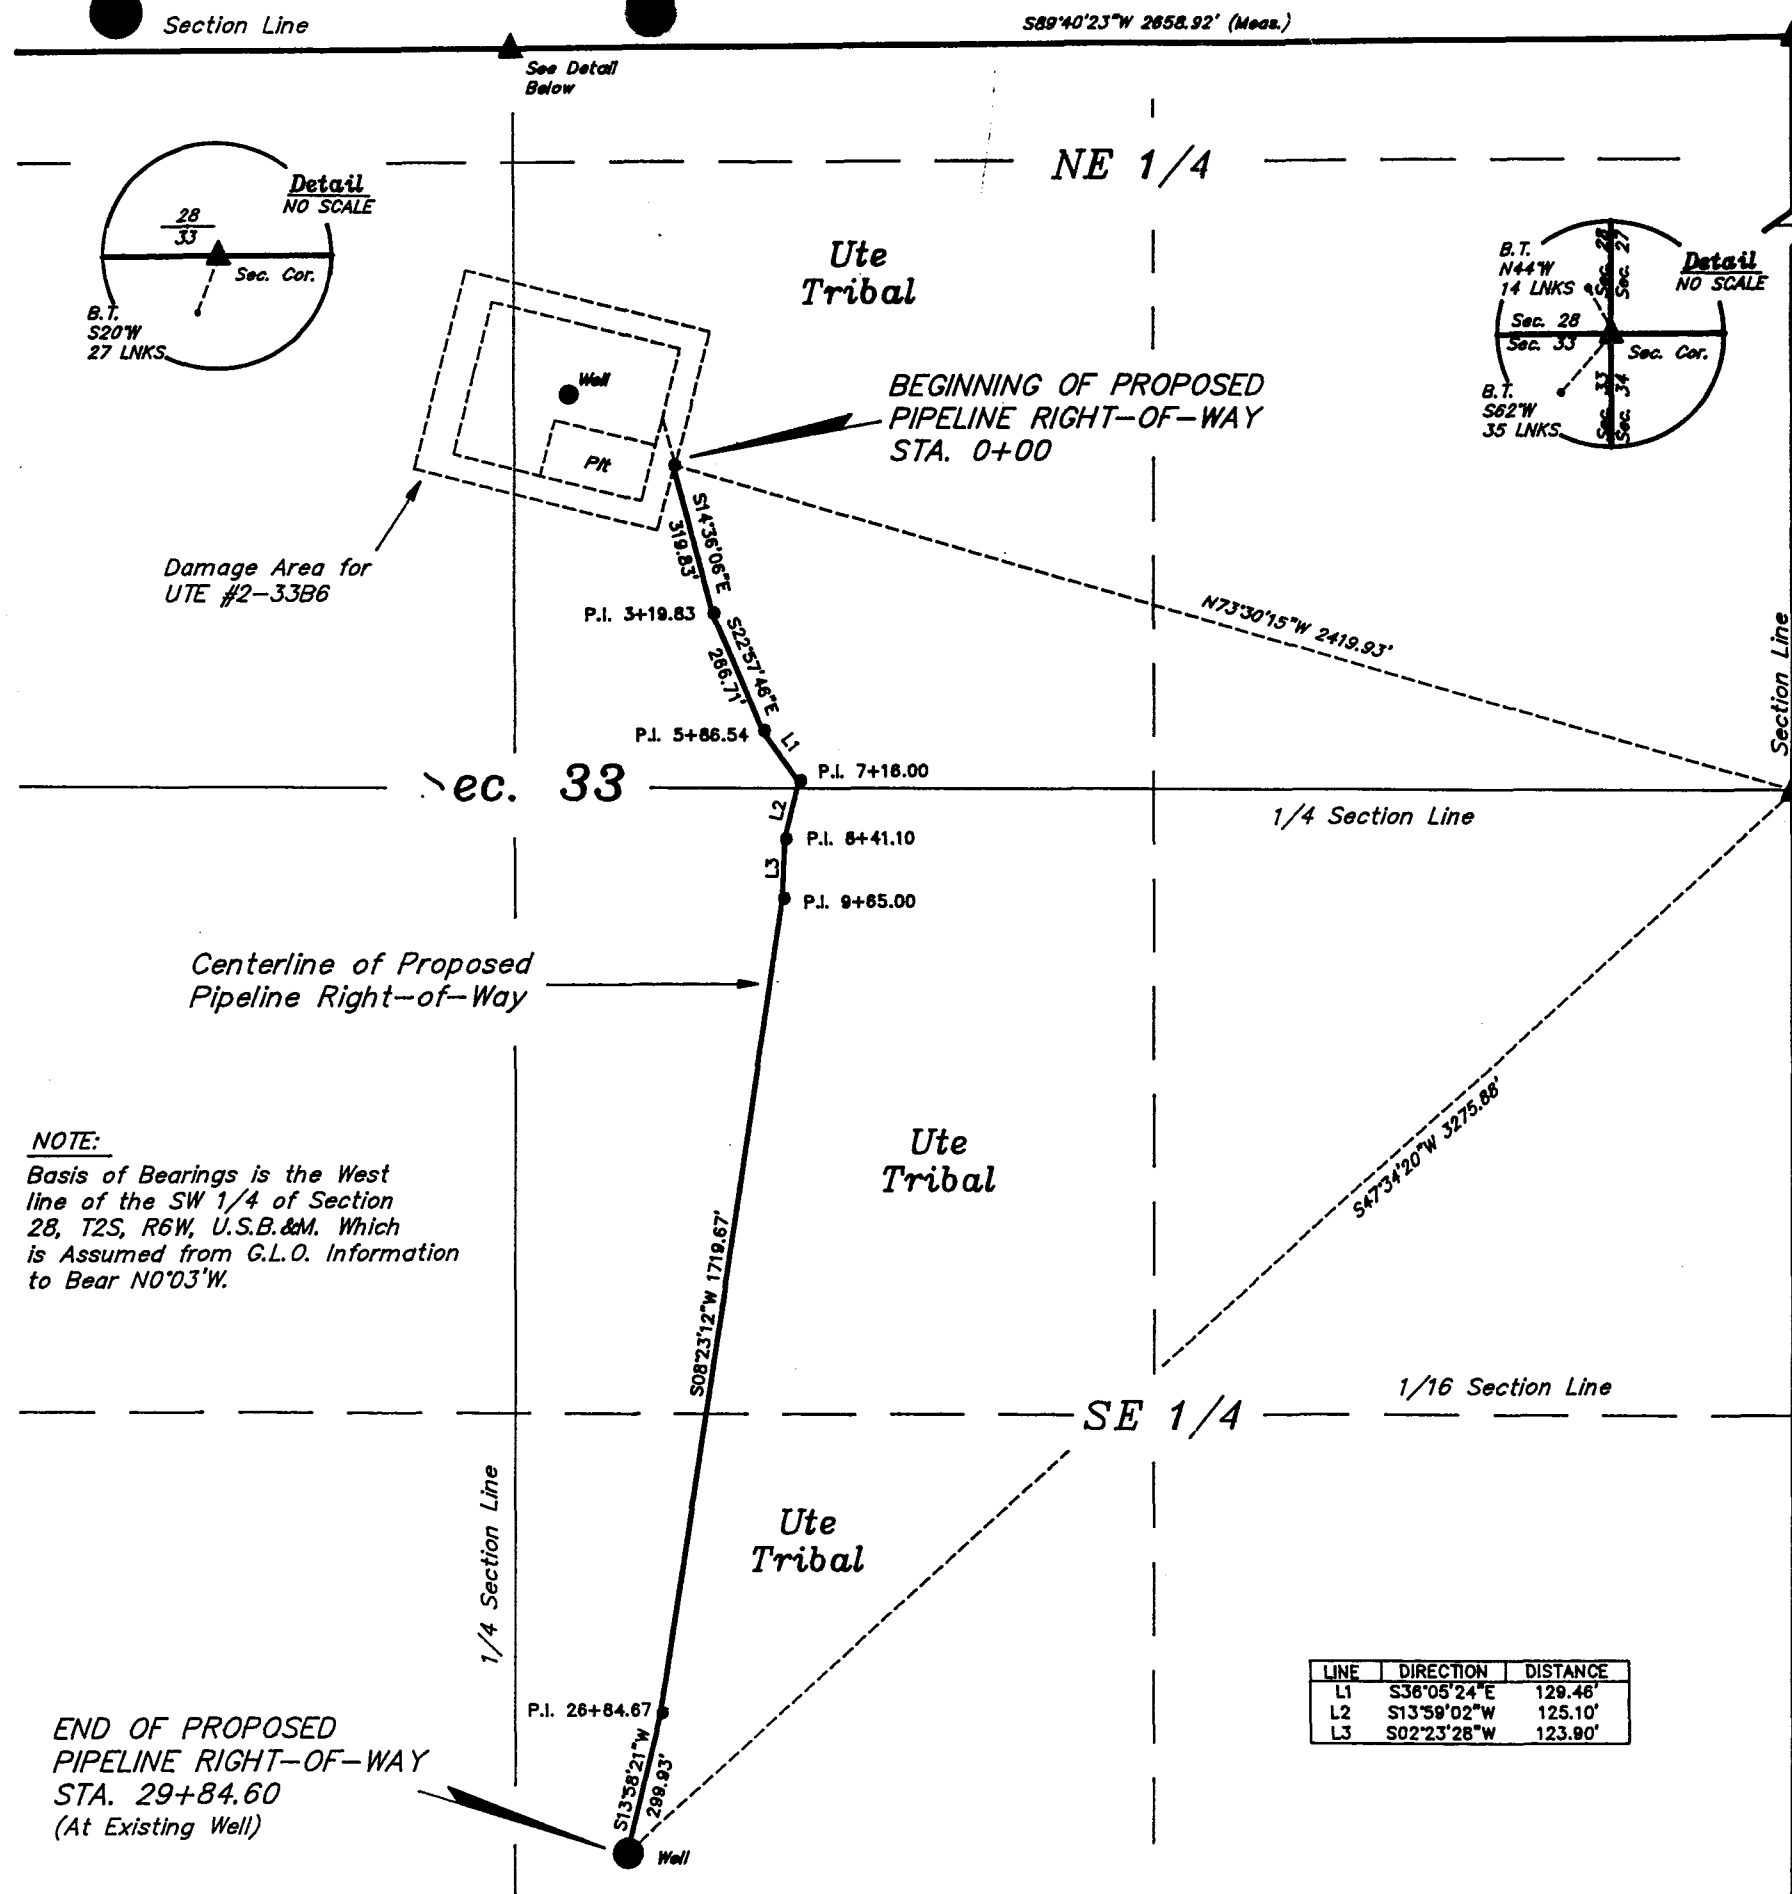 Section Line
S89°40'23"W 2658.92' (Meas.)
See Detail
Below
NE 1/4
Detail
NO SCALE
28
33
Sec. Cor.
B.T.
S20°W
27 LNKS
Ute
Tribal
B.T.
N44°W
14 LNKS
Sec. 28
Sec. 27
Detail
NO SCALE
Sec. 28
Sec. 33
Sec. Cor.
Sec. 33
Sec. 34
B.T.
S62°W
35 LNKS
Well
Pit
BEGINNING OF PROPOSED
PIPELINE RIGHT-OF-WAY
STA. 0+00
Damage Area for
UTE #2-33B6
S14°36'06"E
319.83'
P.I. 3+19.83
S22°57'46"E
266.71'
N73°30'15"W 2419.93'
Section Line
P.I. 5+86.54
L1
P.I. 7+16.00
ec. 33
1/4 Section Line
L2
P.I. 8+41.10
L3
P.I. 9+65.00
Centerline of Proposed
Pipeline Right-of-Way
NOTE:
Basis of Bearings is the West
line of the SW 1/4 of Section
28, T2S, R6W, U.S.B.&M. Which
is Assumed from G.L.O. Information
to Bear N0°03'W.
Ute
Tribal
S47°34'20"W 3275.88'
S08°23'12"W 1719.67'
1/16 Section Line
SE 1/4
1/4 Section Line
Ute
Tribal
P.I. 26+84.67
LINE DIRECTION DISTANCE
L1 S36°05'24"E 129.46'
L2 S13°59'02"W 125.10'
L3 S02°23'28"W 123.90'
END OF PROPOSED
PIPELINE RIGHT-OF-WAY
STA. 29+84.60
(At Existing Well)
S13°58'21"W
299.93'
Well